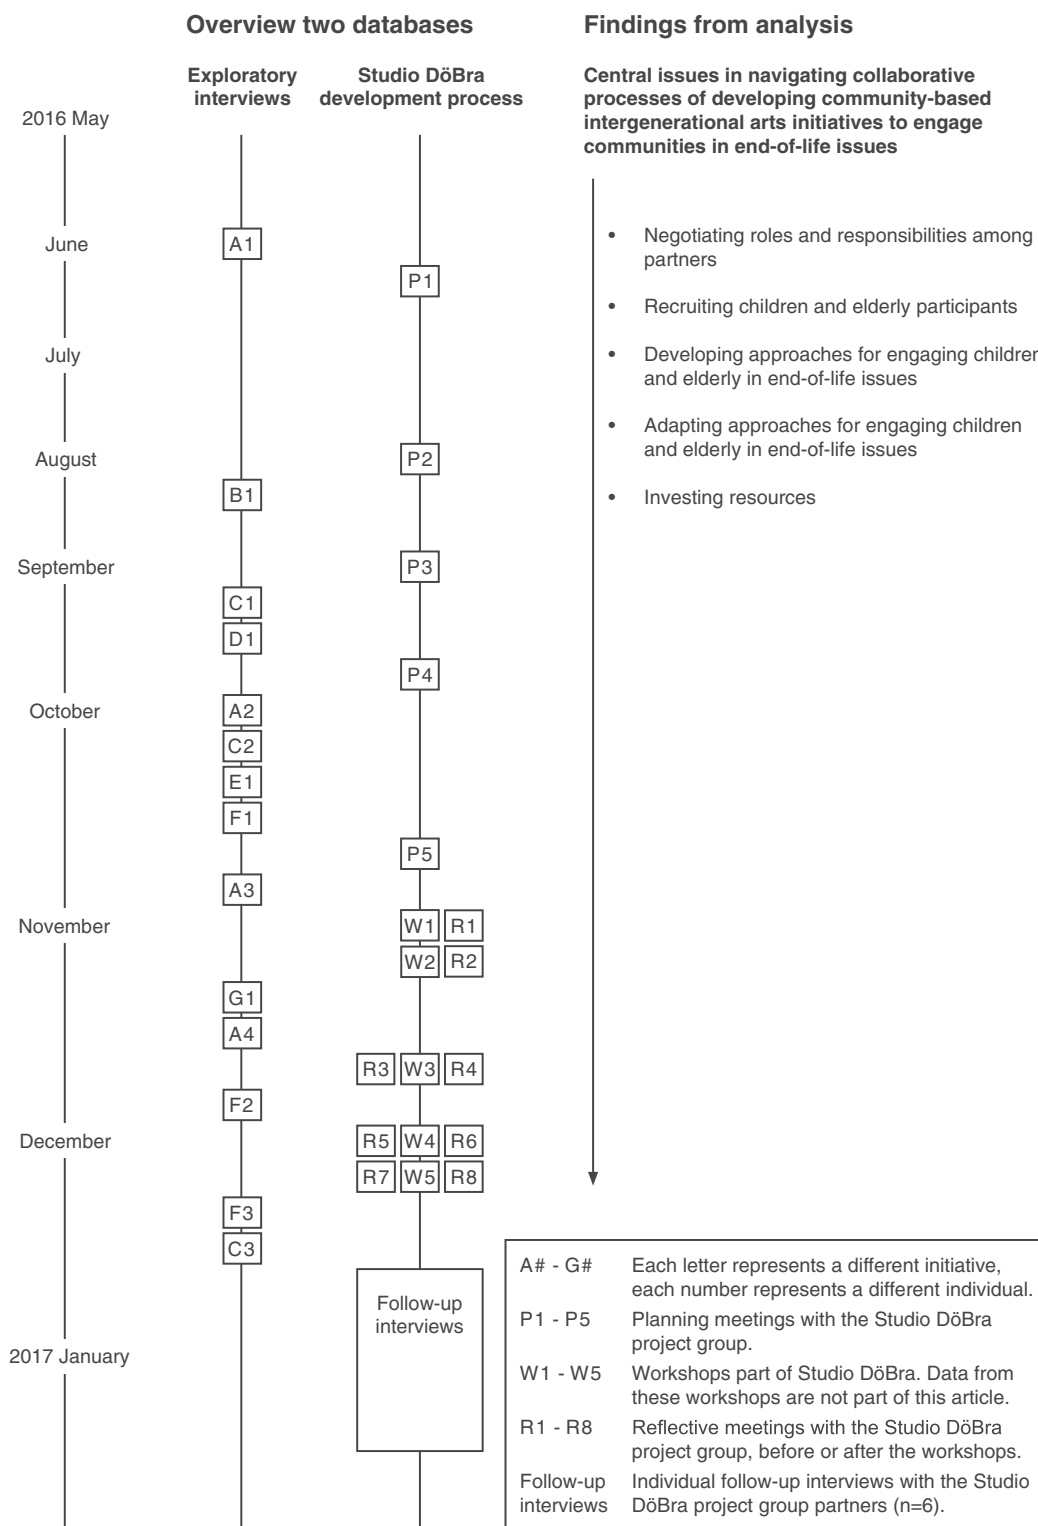 Overview two databases
Findings from analysis
Exploratory
interviews
Studio DöBra
development process
Central issues in navigating collaborative
processes of developing community-based
intergenerational arts initiatives to engage
communities in end-of-life issues
2016 May
June
July
August
September
October
November
December
2017 January
A1
B1
C1
D1
A2
C2
E1
F1
A3
G1
A4
F2
F3
C3
P1
P2
P3
P4
P5
W1 R1
W2 R2
R3 W3 R4
R5 W4 R6
R7 W5 R8
Follow-up
interviews
• Negotiating roles and responsibilities among
partners
• Recruiting children and elderly participants
• Developing approaches for engaging children
and elderly in end-of-life issues
• Adapting approaches for engaging children
and elderly in end-of-life issues
• Investing resources
A# - G# Each letter represents a different initiative,
each number represents a different individual.
P1 - P5 Planning meetings with the Studio DöBra
project group.
W1 - W5 Workshops part of Studio DöBra. Data from
these workshops are not part of this article.
R1 - R8 Reflective meetings with the Studio DöBra
project group, before or after the workshops.
Follow-up Individual follow-up interviews with the Studio
interviews DöBra project group partners (n=6).